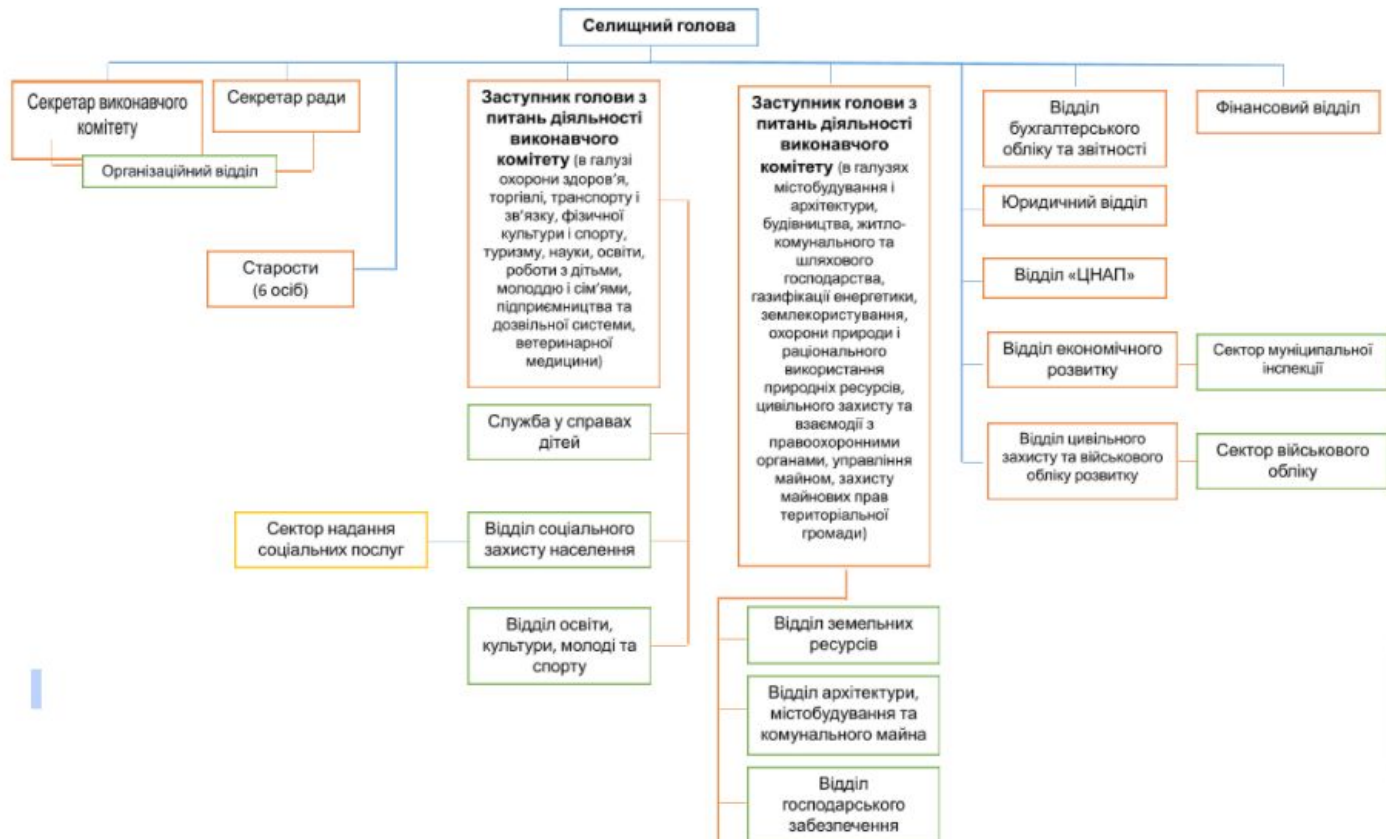 Селищний голова
Секретар виконавчого
комітету
Організаційний відділ
Секретар ради
Старости
(6 осіб)
Заступник голови з
питань діяльності
виконавчого
комітету (в галузі
охорони здоров’я,
торгівлі, транспорту і
зв’язку, фізичної
культури і спорту,
туризму, науки, освіти,
роботи з дітьми,
молоддю і сім’ями,
підприємництва та
дозвільної системи,
ветеринарної
медицини)
Служба у справах
дітей
Сектор надання
соціальних послуг
Відділ соціального
захисту населення
Відділ освіти,
культури, молоді та
спорту
Заступник голови з
питань діяльності
виконавчого
комітету (в галузях
містобудування і
архітектури,
будівництва, житло-
комунального та
шляхового
господарства,
газифікації енергетики,
землекористування,
охорони природи і
раціонального
використання
природніх ресурсів,
цивільного захисту та
взаємодії з
правоохоронними
органами, управління
майном, захисту
майнових прав
територіальної
громади)
Відділ земельних
ресурсів
Відділ архітектури,
містобудування та
комунального майна
Відділ
господарського
забезпечення
Відділ
бухгалтерського
обліку та звітності
Фінансовий відділ
Юридичний відділ
Відділ «ЦНАП»
Відділ економічного
розвитку
Сектор муніципальної
інспекції
Відділ цивільного
захисту та військового
обліку розвитку
Сектор військового
обліку